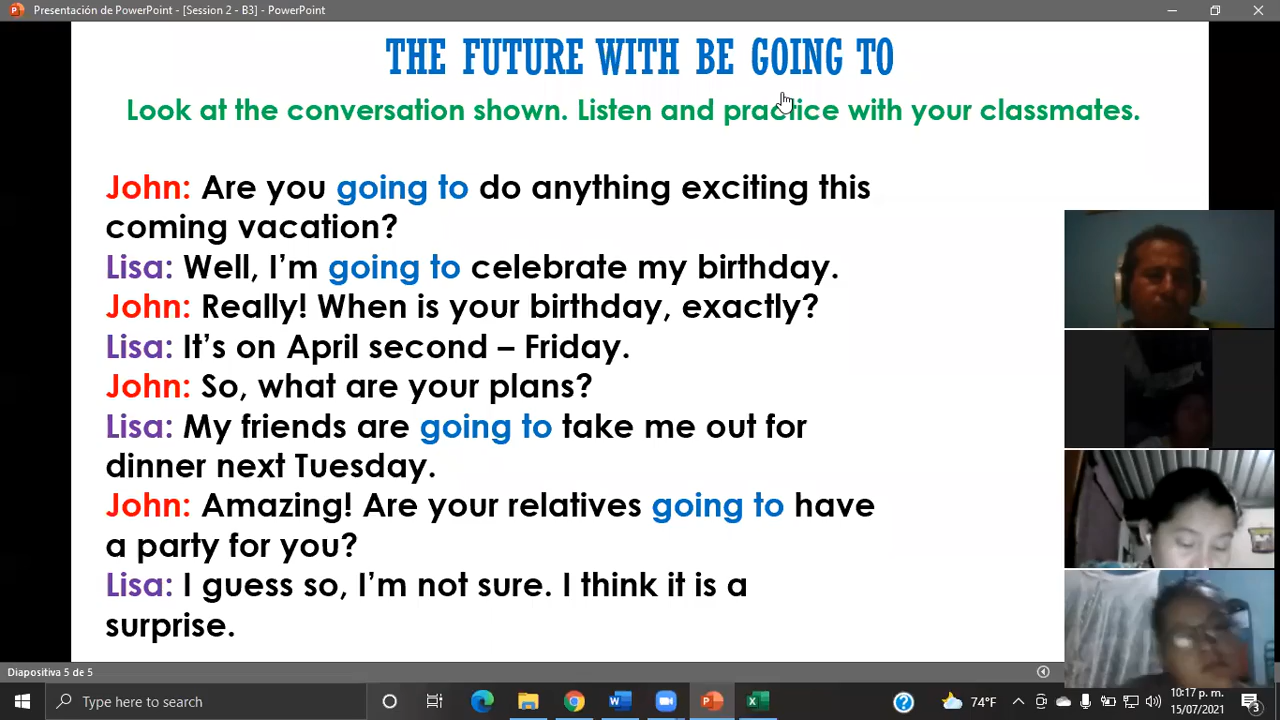 Presentación de PowerPoint - [Session 2 - B3] - PowerPoint
THE FUTURE WITH BE GOING TO
Look at the conversation shown. Listen and practice with your classmates.
John: Are you going to do anything exciting this
coming vacation?
Lisa: Well, I'm going to celebrate my birthday.
John: Really! When is your birthday, exactly?
Lisa: It's on April second – Friday.
John: So, what are your plans?
Lisa: My friends are going to take me out for
dinner next Tuesday.
John: Amazing! Are your relatives going to have
a party for you?
Lisa: I guess so, I'm not sure. I think it is a
surprise.
Diapositiva 5 de 5
Type here to search
74°F
10:17 p. m.
15/07/2021
3